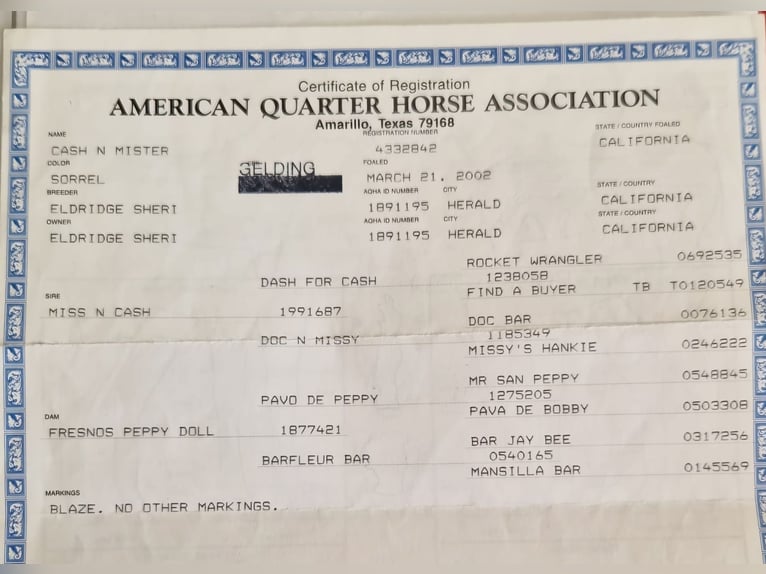 Certificate of Registration
AMERICAN QUARTER HORSE ASSOCIATION
Amarillo, Texas 79168
NAME REGISTRATION NUMBER STATE / COUNTRY FOALED
CASH N MISTER 4332842 CALIFORNIA
COLOR GELDING FOALED
SORREL MARCH 21. 2002
BREEDER AQHA ID NUMBER CITY STATE / COUNTRY
ELDRIDGE SHERI 1891195 HERALD CALIFORNIA
OWNER AQHA ID NUMBER CITY STATE / COUNTRY
ELDRIDGE SHERI 1891195 HERALD CALIFORNIA
ROCKET WRANGLER 0692535
DASH FOR CASH 1238058
FIND A BUYER TB T0120549
SIRE
MISS N CASH 1991687
DOC BAR 0076136
DOC N MISSY 1185349
MISSY'S HANKIE 0246222
MR SAN PEPPY 0548845
PAVO DE PEPPY 1275205
PAVA DE BOBBY 0503308
DAM
FRESNOS PEPPY DOLL 1877421
BAR JAY BEE 0317256
BARFLEUR BAR 0540165
MANSILLA BAR 0145569
MARKINGS
BLAZE. NO OTHER MARKINGS.